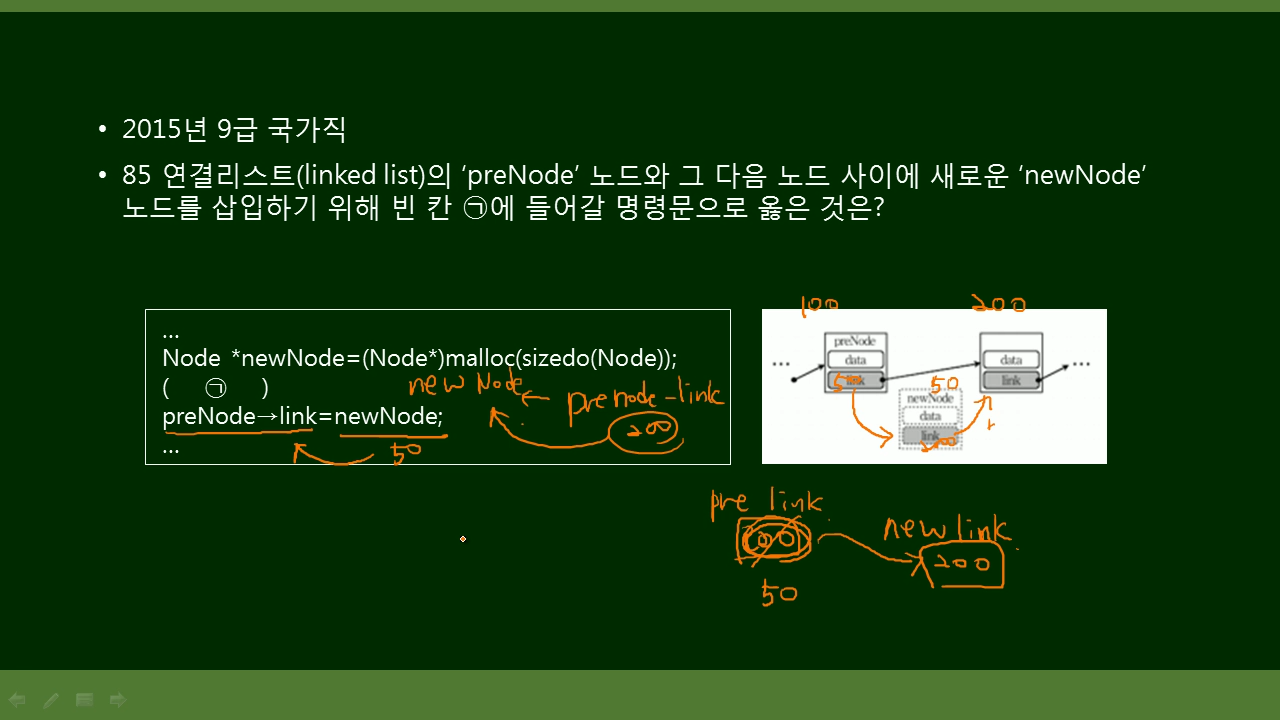 • 2015년 9급 국가직
• 85 연결리스트(linked list)의 ‘preNode’ 노드와 그 다음 노드 사이에 새로운 ‘newNode’
노드를 삽입하기 위해 빈 칸 ㉠에 들어갈 명령문으로 옳은 것은?
100
200
...
Node *newNode=(Node*)malloc(sizedo(Node));
( ㉠ )
newNode ← prenode-link
preNode→link=newNode;
200
50
...
... preNode
data
link
50
newNode
data
link
data
link
...
pre link
50
new link
200